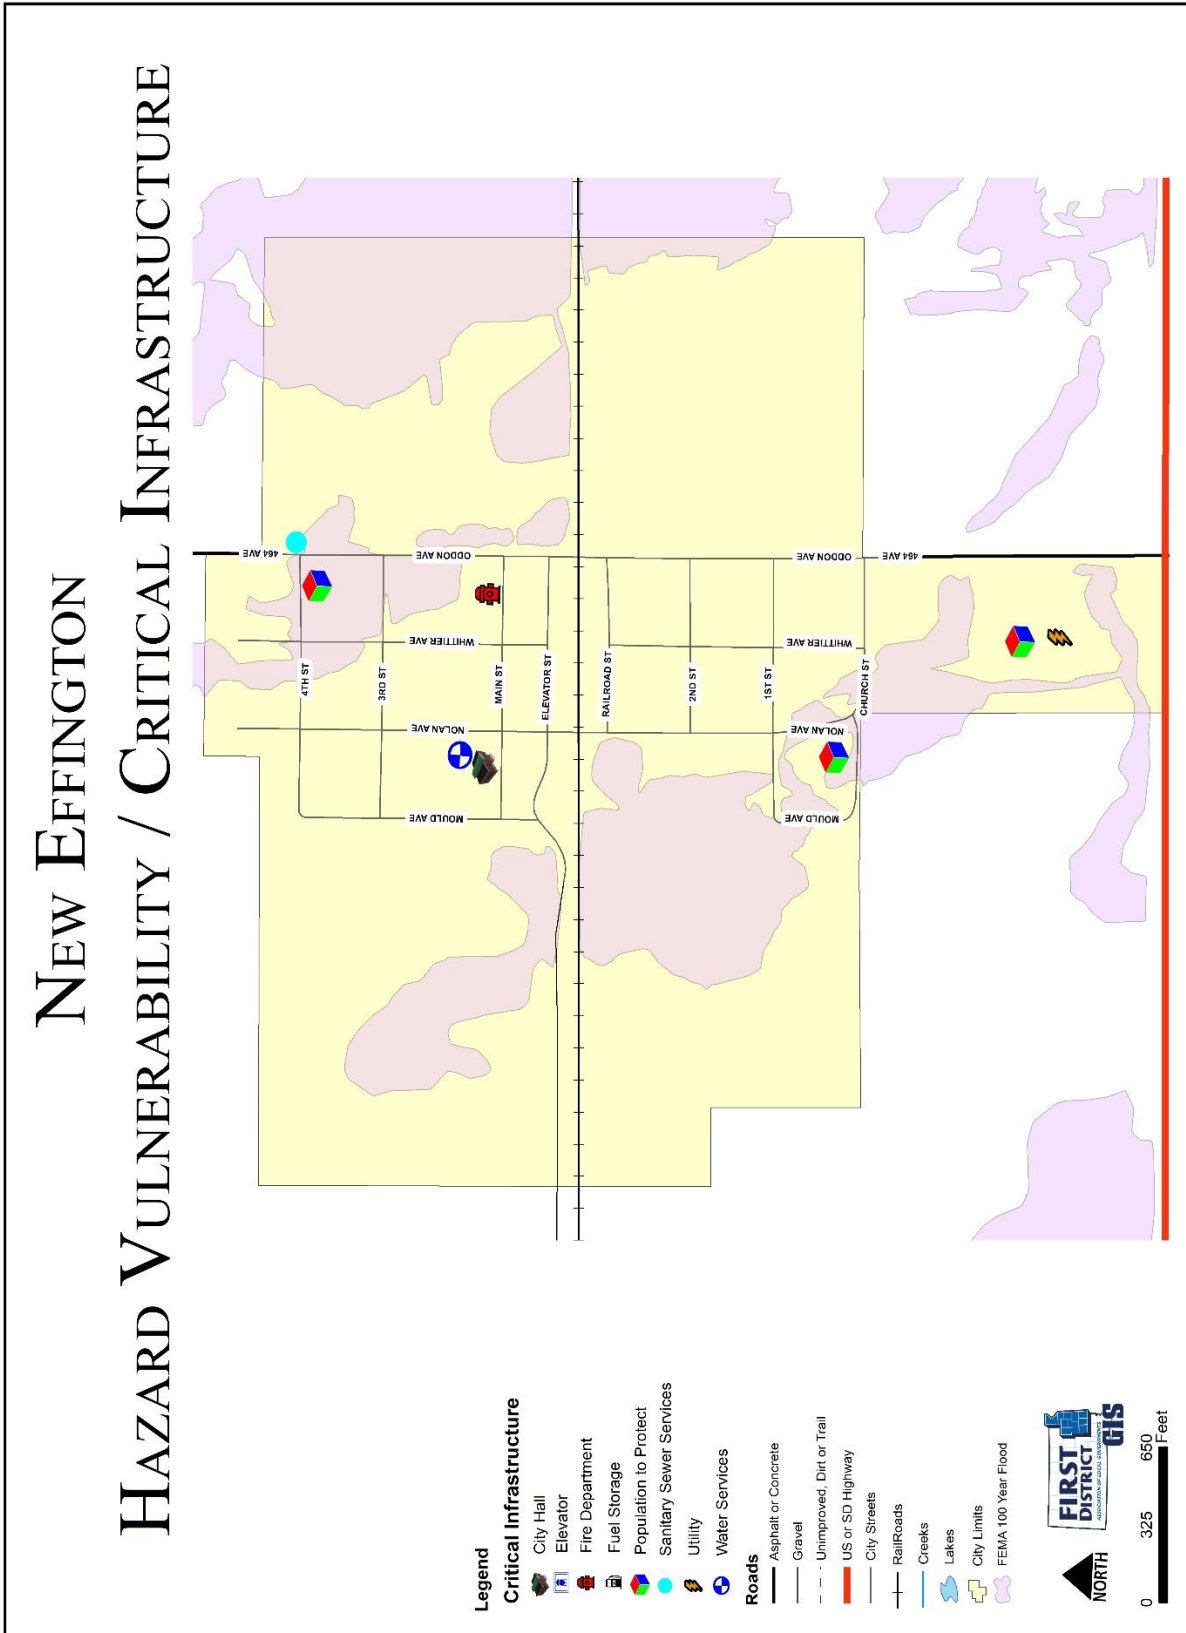 NEW EFFINGTON
HAZARD VULNERABILITY / CRITICAL INFRASTRUCTURE
464 AVE
ODDON AVE
ODDON AVE
464 AVE
WHITTIER AVE
WHITTIER AVE
4TH ST
3RD ST
MAIN ST
ELEVATOR ST
RAILROAD ST
2ND ST
1ST ST
CHURCH ST
NOLAN AVE
NOLAN AVE
MOULD AVE
MOULD AVE
Legend
Critical Infrastructure
City Hall
Elevator
Fire Department
Fuel Storage
Population to Protect
Sanitary Sewer Services
Utility
Water Services
Roads
Asphalt or Concrete
Gravel
Unimproved, Dirt or Trail
US or SD Highway
City Streets
RailRoads
Creeks
Lakes
City Limits
FEMA 100 Year Flood
FIRST
DISTRICT
ASSOCIATION OF LOCAL GOVERNMENTS
GIS
NORTH
0 325 650
Feet